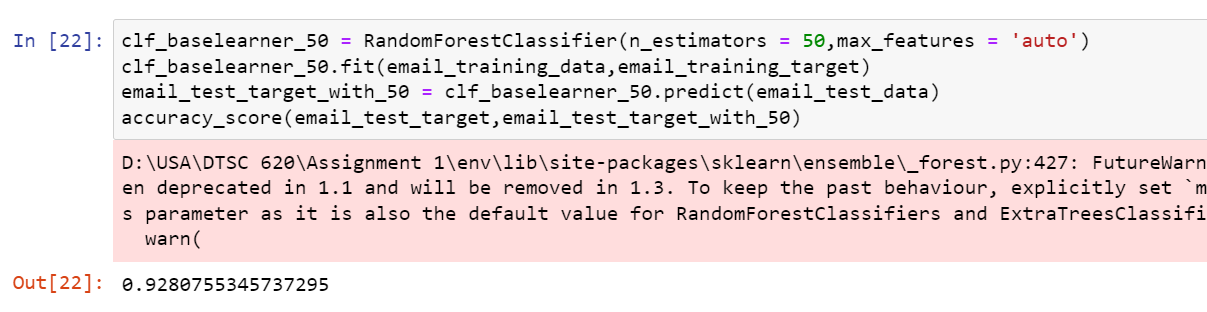 In [22]: clf_baselearner_50 = RandomForestClassifier(n_estimators = 50,max_features = 'auto')
clf_baselearner_50.fit(email_training_data,email_training_target)
email_test_target_with_50 = clf_baselearner_50.predict(email_test_data)
accuracy_score(email_test_target,email_test_target_with_50)
D:\USA\DTSC 620\Assignment 1\env\lib\site-packages\sklearn\ensemble\_forest.py:427: FutureWarn
en deprecated in 1.1 and will be removed in 1.3. To keep the past behaviour, explicitly set `m
s parameter as it is also the default value for RandomForestClassifiers and ExtraTreesClassifi
warn(
Out[22]: 0.9280755345737295